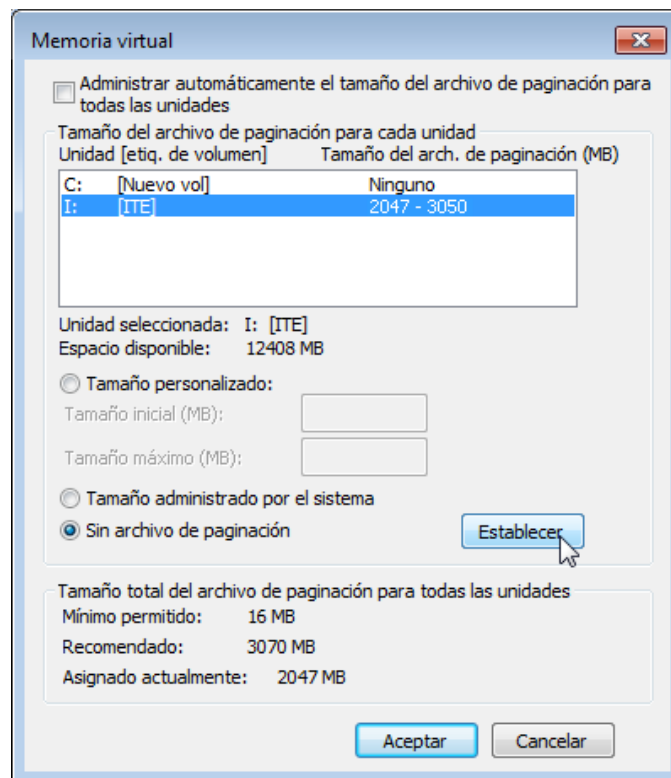 Memoria virtual
Administrar automáticamente el tamaño del archivo de paginación para
todas las unidades
Tamaño del archivo de paginación para cada unidad
Unidad [etiq. de volumen] Tamaño del arch. de paginación (MB)
C: [Nuevo vol] Ninguno
I: [ITE] 2047 - 3050
Unidad seleccionada: I: [ITE]
Espacio disponible: 12408 MB
Tamaño personalizado:
Tamaño inicial (MB):
Tamaño máximo (MB):
Tamaño administrado por el sistema
Sin archivo de paginación Establecer
Tamaño total del archivo de paginación para todas las unidades
Mínimo permitido: 16 MB
Recomendado: 3070 MB
Asignado actualmente: 2047 MB
Aceptar Cancelar